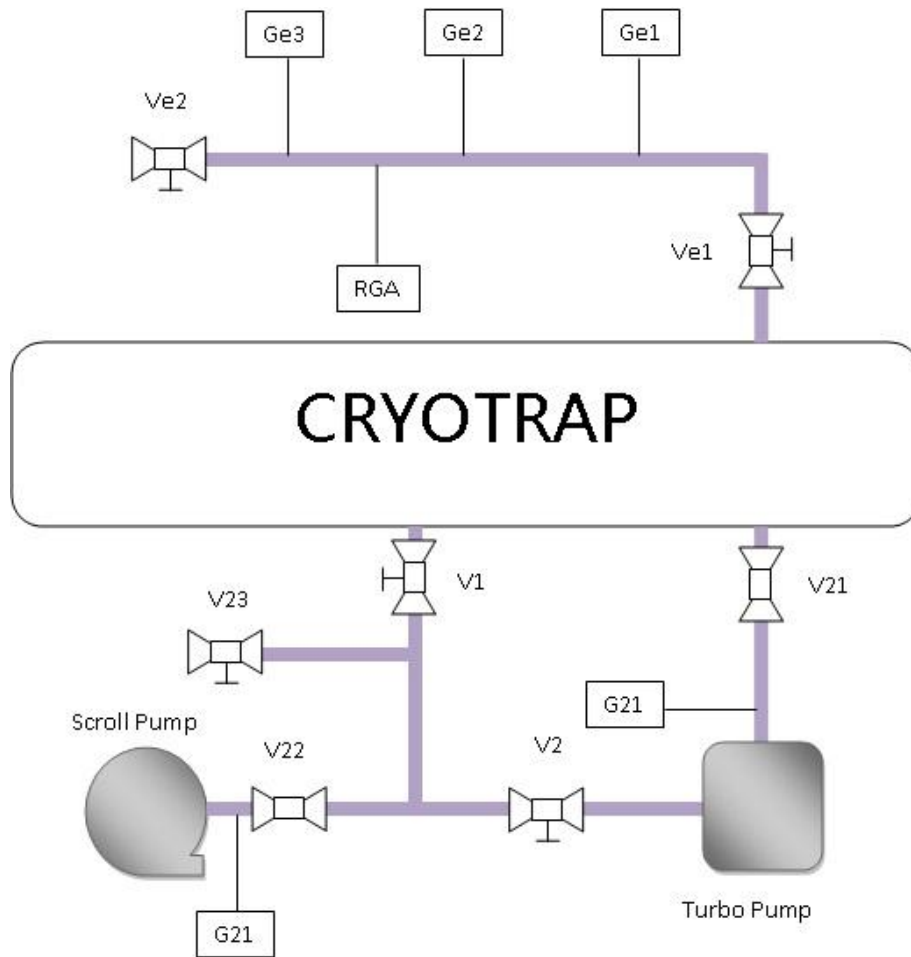 Ge3
Ge2
Ge1
Ve2
Ve1
RGA
CRYOTRAP
V1
V21
V23
G21
Scroll Pump
V22
V2
Turbo Pump
G21